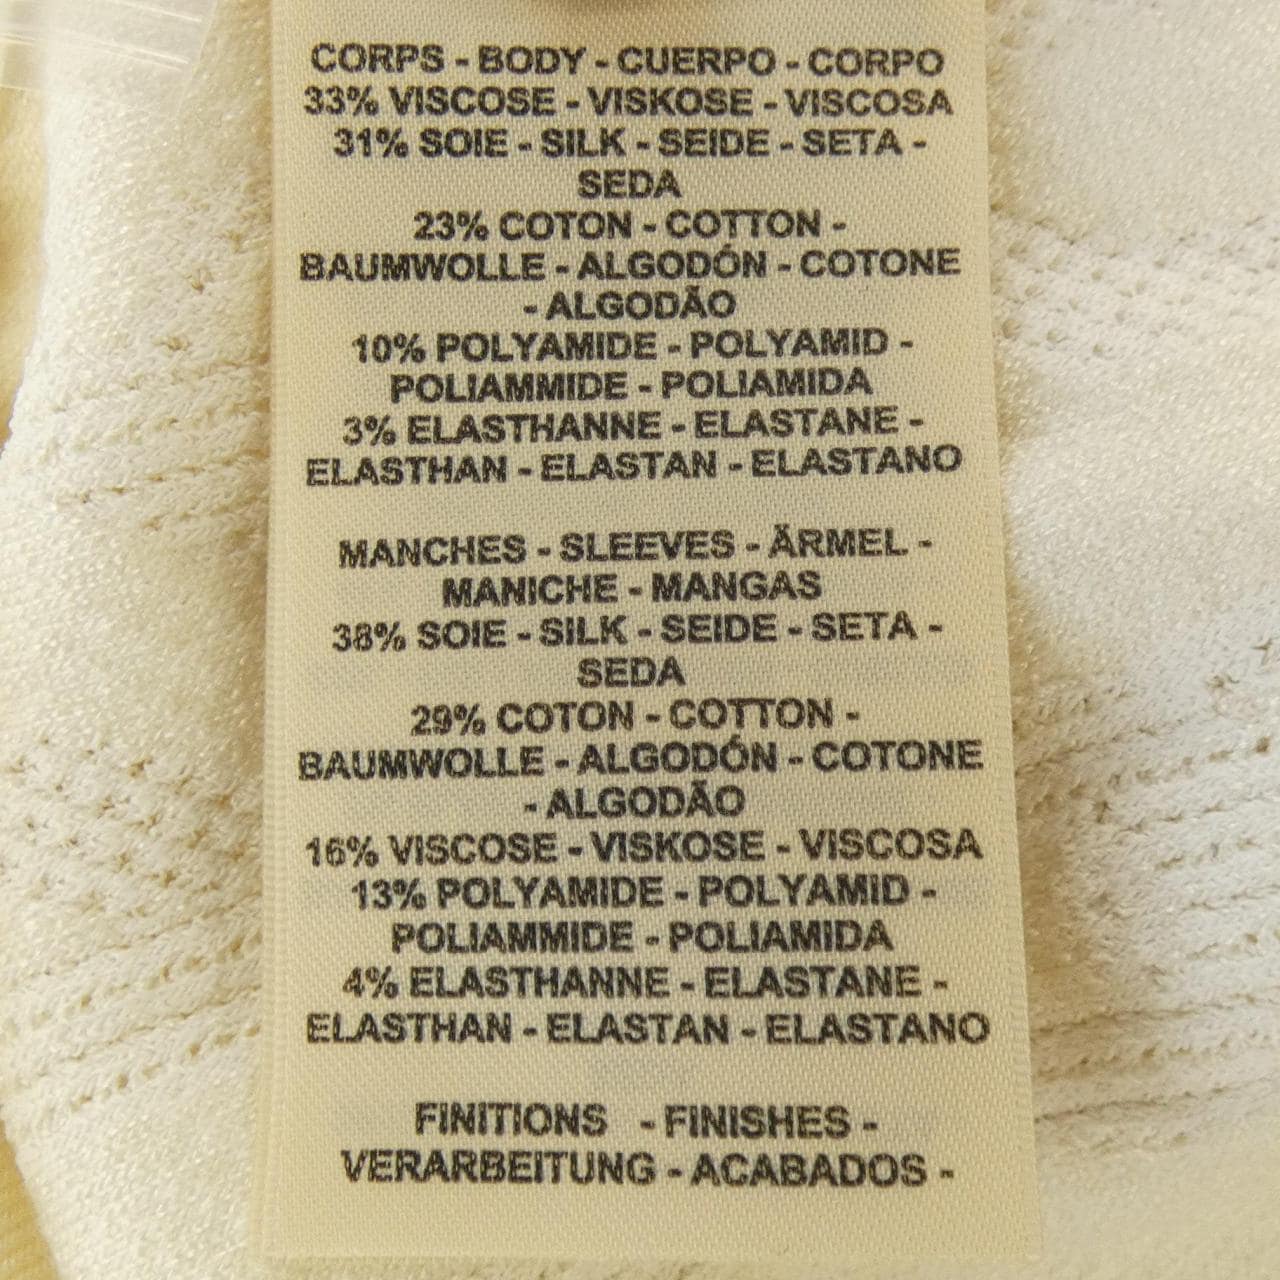 CORPS - BODY - CUERPO - CORPO
33% VISCOSE - VISKOSE - VISCOSA
31% SOIE - SILK - SEIDE - SETA -
SEDA
23% COTON - COTTON -
BAUMWOLLE - ALGODÓN - COTONE
- ALGODÃO
10% POLYAMIDE - POLYAMID -
POLIAMMIDE - POLIAMIDA
3% ELASTHANNE - ELASTANE -
ELASTHAN - ELASTAN - ELASTANO
MANCHES - SLEEVES - ÄRMEL -
MANICHE - MANGAS
38% SOIE - SILK - SEIDE - SETA -
SEDA
29% COTON - COTTON -
BAUMWOLLE - ALGODÓN - COTONE
- ALGODÃO
16% VISCOSE - VISKOSE - VISCOSA
13% POLYAMIDE - POLYAMID -
POLIAMMIDE - POLIAMIDA
4% ELASTHANNE - ELASTANE -
ELASTHAN - ELASTAN - ELASTANO
FINITIONS - FINISHES -
VERARBEITUNG - ACABADOS -